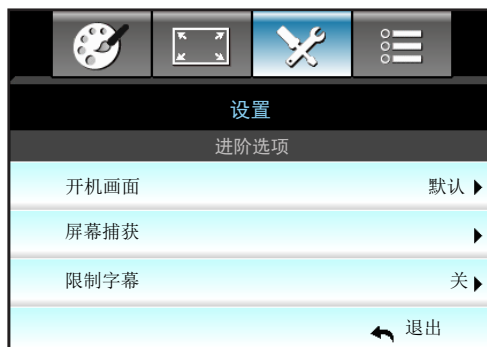 设置
进阶选项
开机画面 默认
屏幕捕获
限制字幕 关
退出